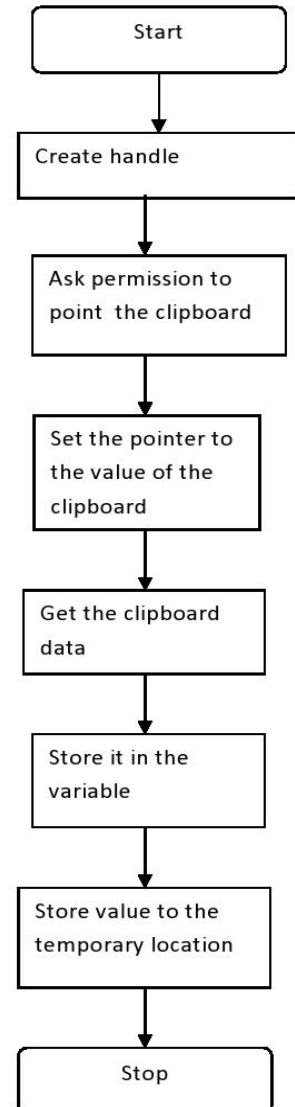 Start
Create handle
Ask permission to
point the clipboard
Set the pointer to
the value of the
clipboard
Get the clipboard
data
Store it in the
variable
Store value to the
temporary location
Stop